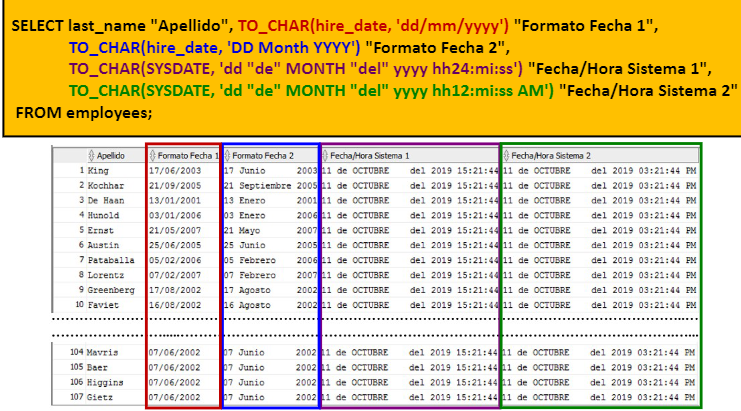 SELECT last_name "Apellido", TO_CHAR(hire_date, 'dd/mm/yyyy') "Formato Fecha 1",
TO_CHAR(hire_date, 'DD Month YYYY') "Formato Fecha 2",
TO_CHAR(SYSDATE, 'dd "de" MONTH "del" yyyy hh24:mi:ss') "Fecha/Hora Sistema 1",
TO_CHAR(SYSDATE, 'dd "de" MONTH "del" yyyy hh12:mi:ss AM') "Fecha/Hora Sistema 2"
FROM employees;
Apellido Formato Fecha 1 Formato Fecha 2 Fecha/Hora Sistema 1 Fecha/Hora Sistema 2
1 King 17/06/2003 17 Junio 2003 11 de OCTUBRE del 2019 15:21:44 11 de OCTUBRE del 2019 03:21:44 PM
2 Kochhar 21/09/2005 21 Septiembre 2005 11 de OCTUBRE del 2019 15:21:44 11 de OCTUBRE del 2019 03:21:44 PM
3 De Haan 13/01/2001 13 Enero 2001 11 de OCTUBRE del 2019 15:21:44 11 de OCTUBRE del 2019 03:21:44 PM
4 Hunold 03/01/2006 03 Enero 2006 11 de OCTUBRE del 2019 15:21:44 11 de OCTUBRE del 2019 03:21:44 PM
5 Ernst 21/05/2007 21 Mayo 2007 11 de OCTUBRE del 2019 15:21:44 11 de OCTUBRE del 2019 03:21:44 PM
6 Austin 25/06/2005 25 Junio 2005 11 de OCTUBRE del 2019 15:21:44 11 de OCTUBRE del 2019 03:21:44 PM
7 Pataballa 05/02/2006 05 Febrero 2006 11 de OCTUBRE del 2019 15:21:44 11 de OCTUBRE del 2019 03:21:44 PM
8 Lorentz 07/02/2007 07 Febrero 2007 11 de OCTUBRE del 2019 15:21:44 11 de OCTUBRE del 2019 03:21:44 PM
9 Greenberg 17/08/2002 17 Agosto 2002 11 de OCTUBRE del 2019 15:21:44 11 de OCTUBRE del 2019 03:21:44 PM
10 Faviet 16/08/2002 16 Agosto 2002 11 de OCTUBRE del 2019 15:21:44 11 de OCTUBRE del 2019 03:21:44 PM
104 Mavris 07/06/2002 07 Junio 2002 11 de OCTUBRE del 2019 15:21:44 11 de OCTUBRE del 2019 03:21:44 PM
105 Baer 07/06/2002 07 Junio 2002 11 de OCTUBRE del 2019 15:21:44 11 de OCTUBRE del 2019 03:21:44 PM
106 Higgins 07/06/2002 07 Junio 2002 11 de OCTUBRE del 2019 15:21:44 11 de OCTUBRE del 2019 03:21:44 PM
107 Gietz 07/06/2002 07 Junio 2002 11 de OCTUBRE del 2019 15:21:44 11 de OCTUBRE del 2019 03:21:44 PM